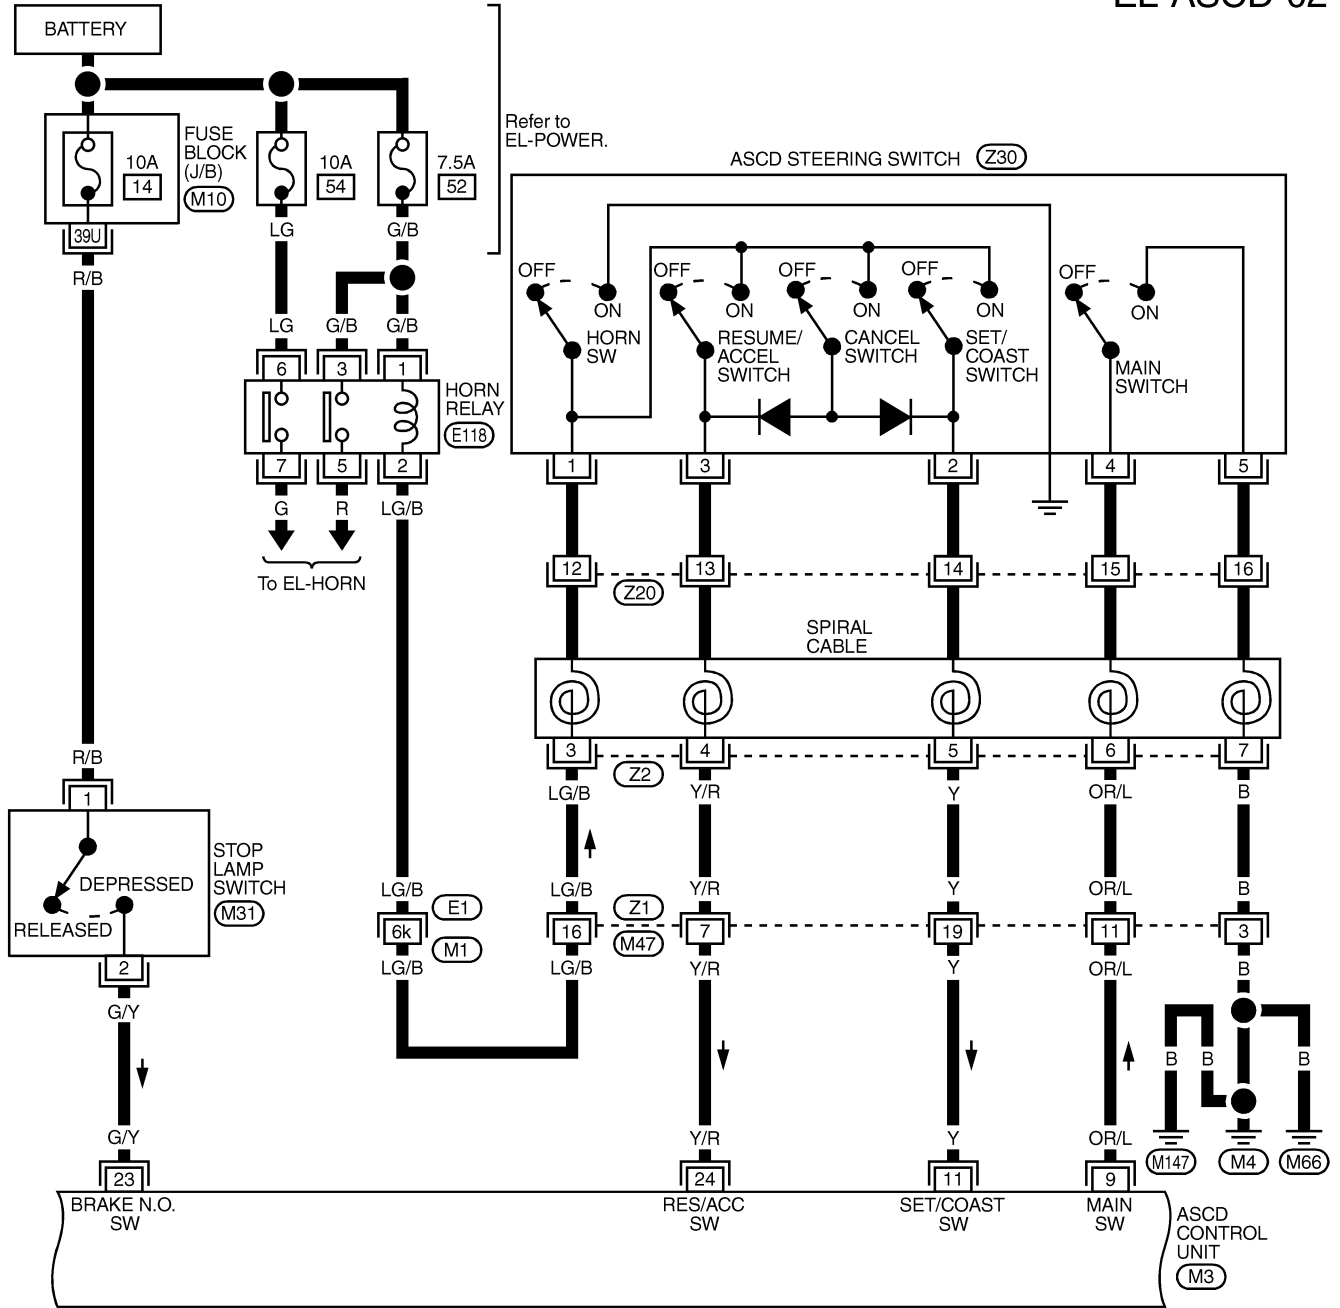 EL-ASCD-02
BATTERY
Refer to
EL-POWER.
FUSE
BLOCK
(J/B)
M10
10A
14
10A
54
7.5A
52
39U
LG
G/B
R/B
LG
G/B
G/B
6
3
1
HORN
RELAY
E118
7
5
2
G
R
LG/B
To EL-HORN
ASCD STEERING SWITCH
Z30
OFF
ON
HORN
SW
OFF
ON
RESUME/
ACCEL
SWITCH
OFF
ON
CANCEL
SWITCH
OFF
ON
SET/
COAST
SWITCH
OFF
ON
MAIN
SWITCH
1
3
2
4
5
12
13
14
15
16
Z20
SPIRAL
CABLE
3
4
5
6
7
Z2
LG/B
Y/R
Y
OR/L
B
R/B
1
STOP
LAMP
SWITCH
M31
DEPRESSED
RELEASED
2
G/Y
LG/B
E1
6k
M1
LG/B
LG/B
Y/R
Y
OR/L
B
Z1
16
7
19
11
3
M47
LG/B
Y/R
Y
OR/L
B
B
B
B
M147
M4
M66
G/Y
Y/R
Y
OR/L
23
24
11
9
BRAKE N.O.
SW
RES/ACC
SW
SET/COAST
SW
MAIN
SW
ASCD
CONTROL
UNIT
M3